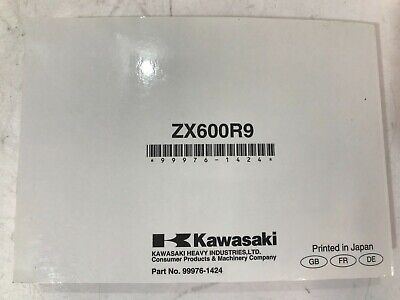 ZX600R9
*99976-1424*
Kawasaki
KAWASAKI HEAVY INDUSTRIES,LTD.
Consumer Products & Machinery Company
Part No. 99976-1424
Printed in Japan
GB FR DE